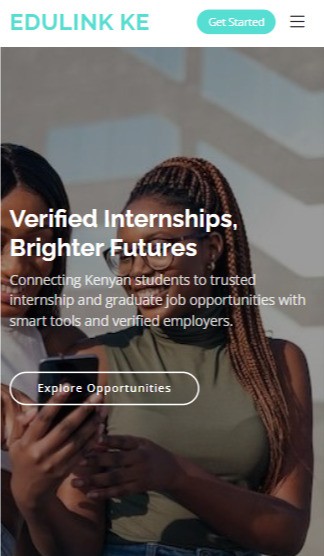 EDULINK KE
Get Started
Verified Internships,
Brighter Futures
Connecting Kenyan students to trusted
internship and graduate job opportunities with
smart tools and verified employers.
Explore Opportunities